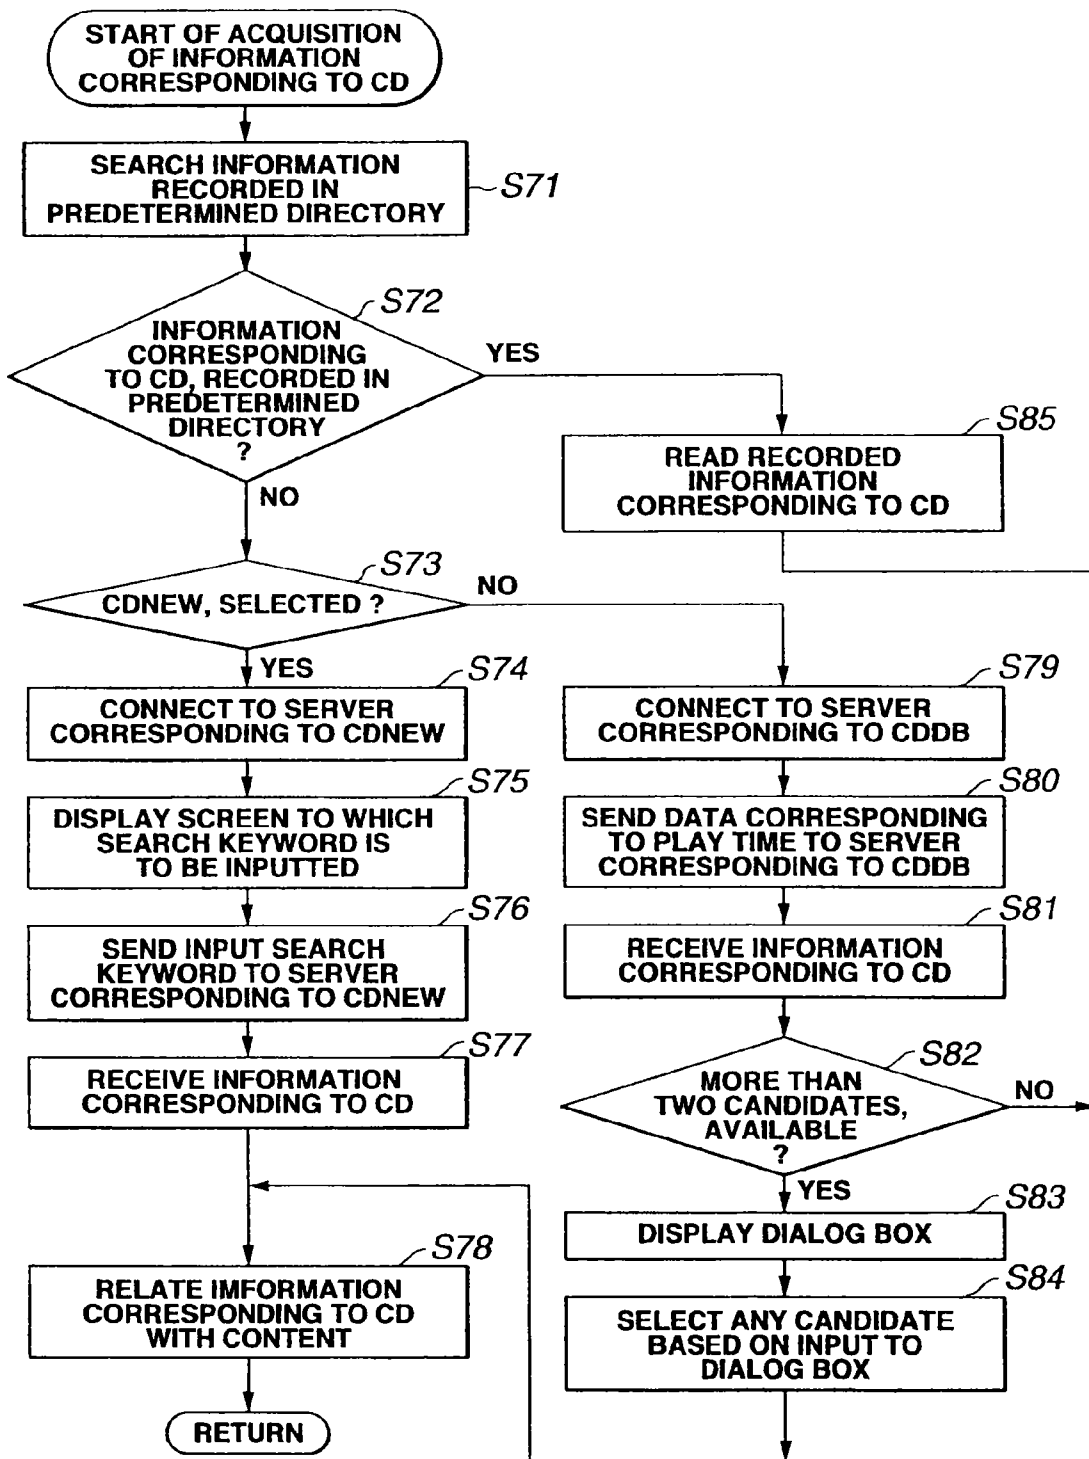 START OF ACQUISITION
OF INFORMATION
CORRESPONDING TO CD
SEARCH INFORMATION
RECORDED IN
PREDETERMINED DIRECTORY
S71
S72
INFORMATION
CORRESPONDING
TO CD, RECORDED IN
PREDETERMINED
DIRECTORY
?
YES
NO
S85
READ RECORDED
INFORMATION
CORRESPONDING TO CD
S73
CDNEW, SELECTED ?
NO
YES
S74
CONNECT TO SERVER
CORRESPONDING TO CDNEW
S75
DISPLAY SCREEN TO WHICH
SEARCH KEYWORD IS
TO BE INPUTTED
S76
SEND INPUT SEARCH
KEYWORD TO SERVER
CORRESPONDING TO CDNEW
S77
RECEIVE INFORMATION
CORRESPONDING TO CD
S78
RELATE IMFORMATION
CORRESPONDING TO CD
WITH CONTENT
RETURN
S79
CONNECT TO SERVER
CORRESPONDING TO CDDB
S80
SEND DATA CORRESPONDING
TO PLAY TIME TO SERVER
CORRESPONDING TO CDDB
S81
RECEIVE INFORMATION
CORRESPONDING TO CD
S82
MORE THAN
TWO CANDIDATES,
AVAILABLE
?
NO
YES
S83
DISPLAY DIALOG BOX
S84
SELECT ANY CANDIDATE
BASED ON INPUT TO
DIALOG BOX